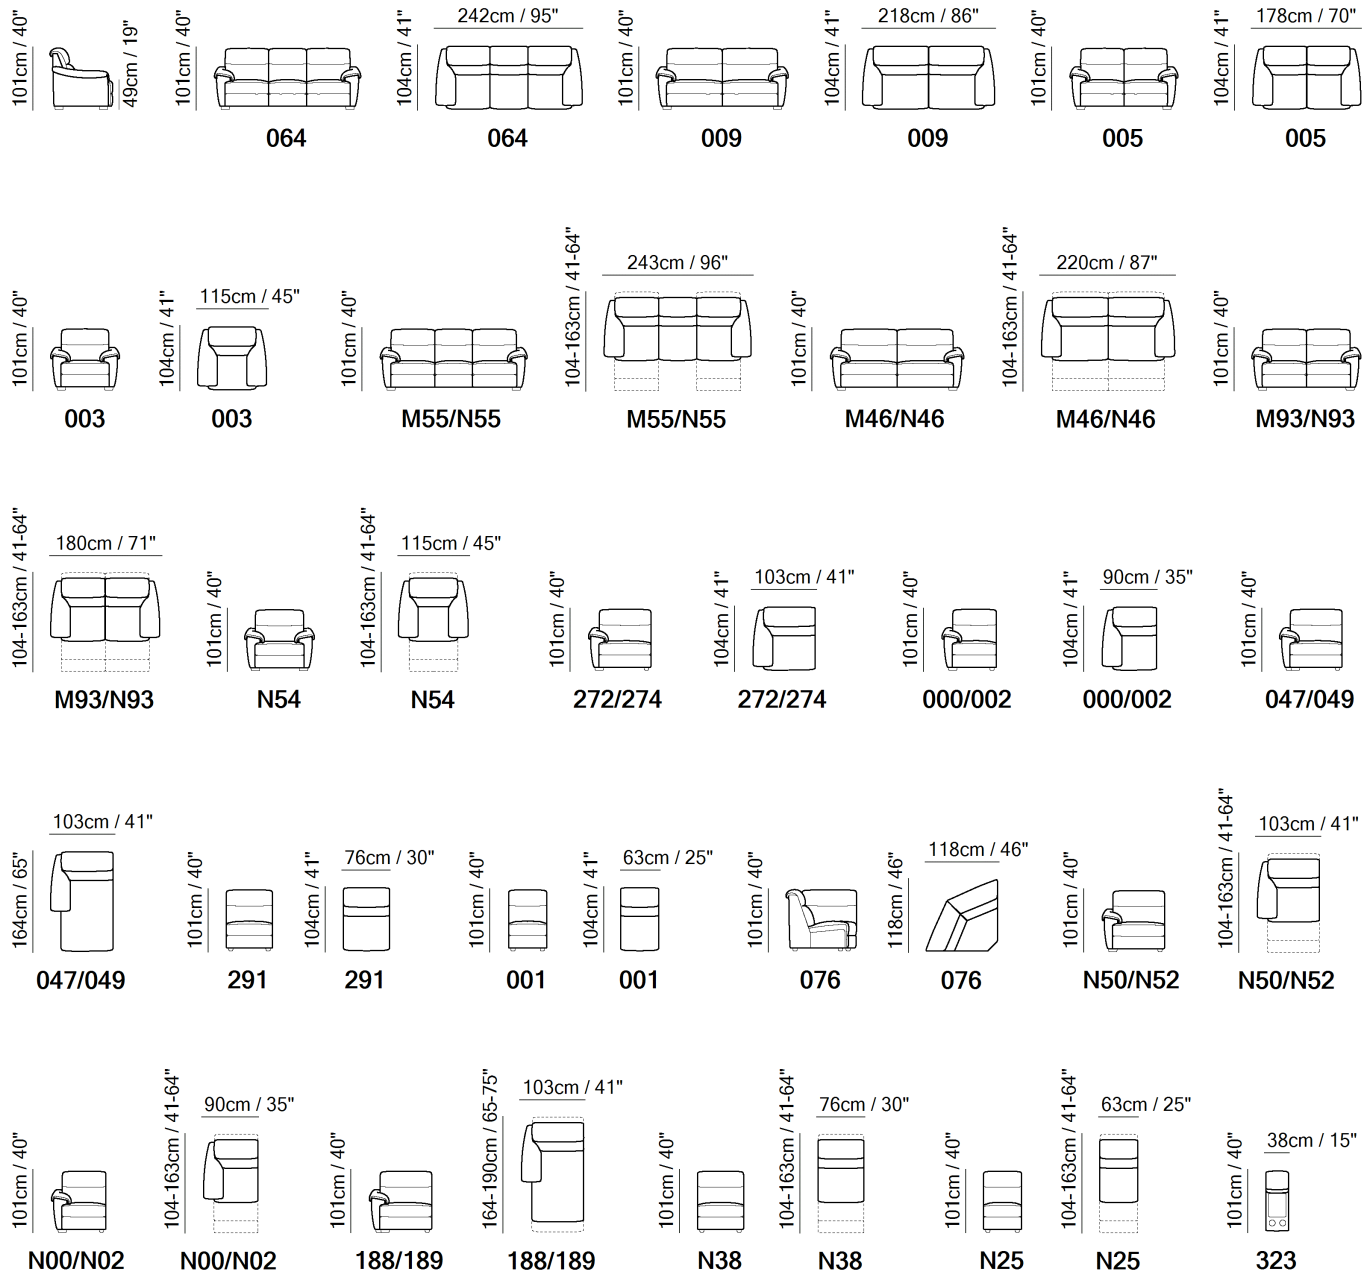 101cm / 40"
49cm / 19"
101cm / 40"
064
104cm / 41"
242cm / 95"
064
101cm / 40"
009
104cm / 41"
218cm / 86"
009
101cm / 40"
005
104cm / 41"
178cm / 70"
005
101cm / 40"
003
104cm / 41"
115cm / 45"
003
101cm / 40"
M55/N55
104-163cm / 41-64"
243cm / 96"
M55/N55
101cm / 40"
M46/N46
104-163cm / 41-64"
220cm / 87"
M46/N46
101cm / 40"
M93/N93
104-163cm / 41-64"
180cm / 71"
M93/N93
101cm / 40"
N54
104-163cm / 41-64"
115cm / 45"
N54
101cm / 40"
272/274
104cm / 41"
103cm / 41"
272/274
101cm / 40"
000/002
104cm / 41"
90cm / 35"
000/002
101cm / 40"
047/049
164cm / 65"
103cm / 41"
047/049
101cm / 40"
291
104cm / 41"
76cm / 30"
291
101cm / 40"
001
104cm / 41"
63cm / 25"
001
101cm / 40"
076
118cm / 46"
118cm / 46"
076
101cm / 40"
N50/N52
104-163cm / 41-64"
103cm / 41"
N50/N52
101cm / 40"
N00/N02
104-163cm / 41-64"
90cm / 35"
N00/N02
101cm / 40"
188/189
164-190cm / 65-75"
103cm / 41"
188/189
101cm / 40"
N38
104-163cm / 41-64"
76cm / 30"
N38
101cm / 40"
N25
104-163cm / 41-64"
63cm / 25"
N25
101cm / 40"
38cm / 15"
323